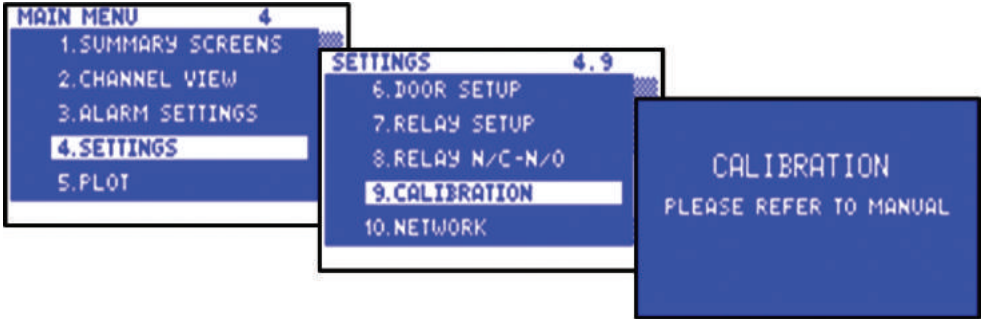 MAIN MENU 4
1.SUMMARY SCREENS
2.CHANNEL VIEW
3.ALARM SETTINGS
4.SETTINGS
5.PLOT
SETTINGS 4.9
6.DOOR SETUP
7.RELAY SETUP
8.RELAY N/C-N/O
9.CALIBRATION
10.NETWORK
CALIBRATION
PLEASE REFER TO MANUAL